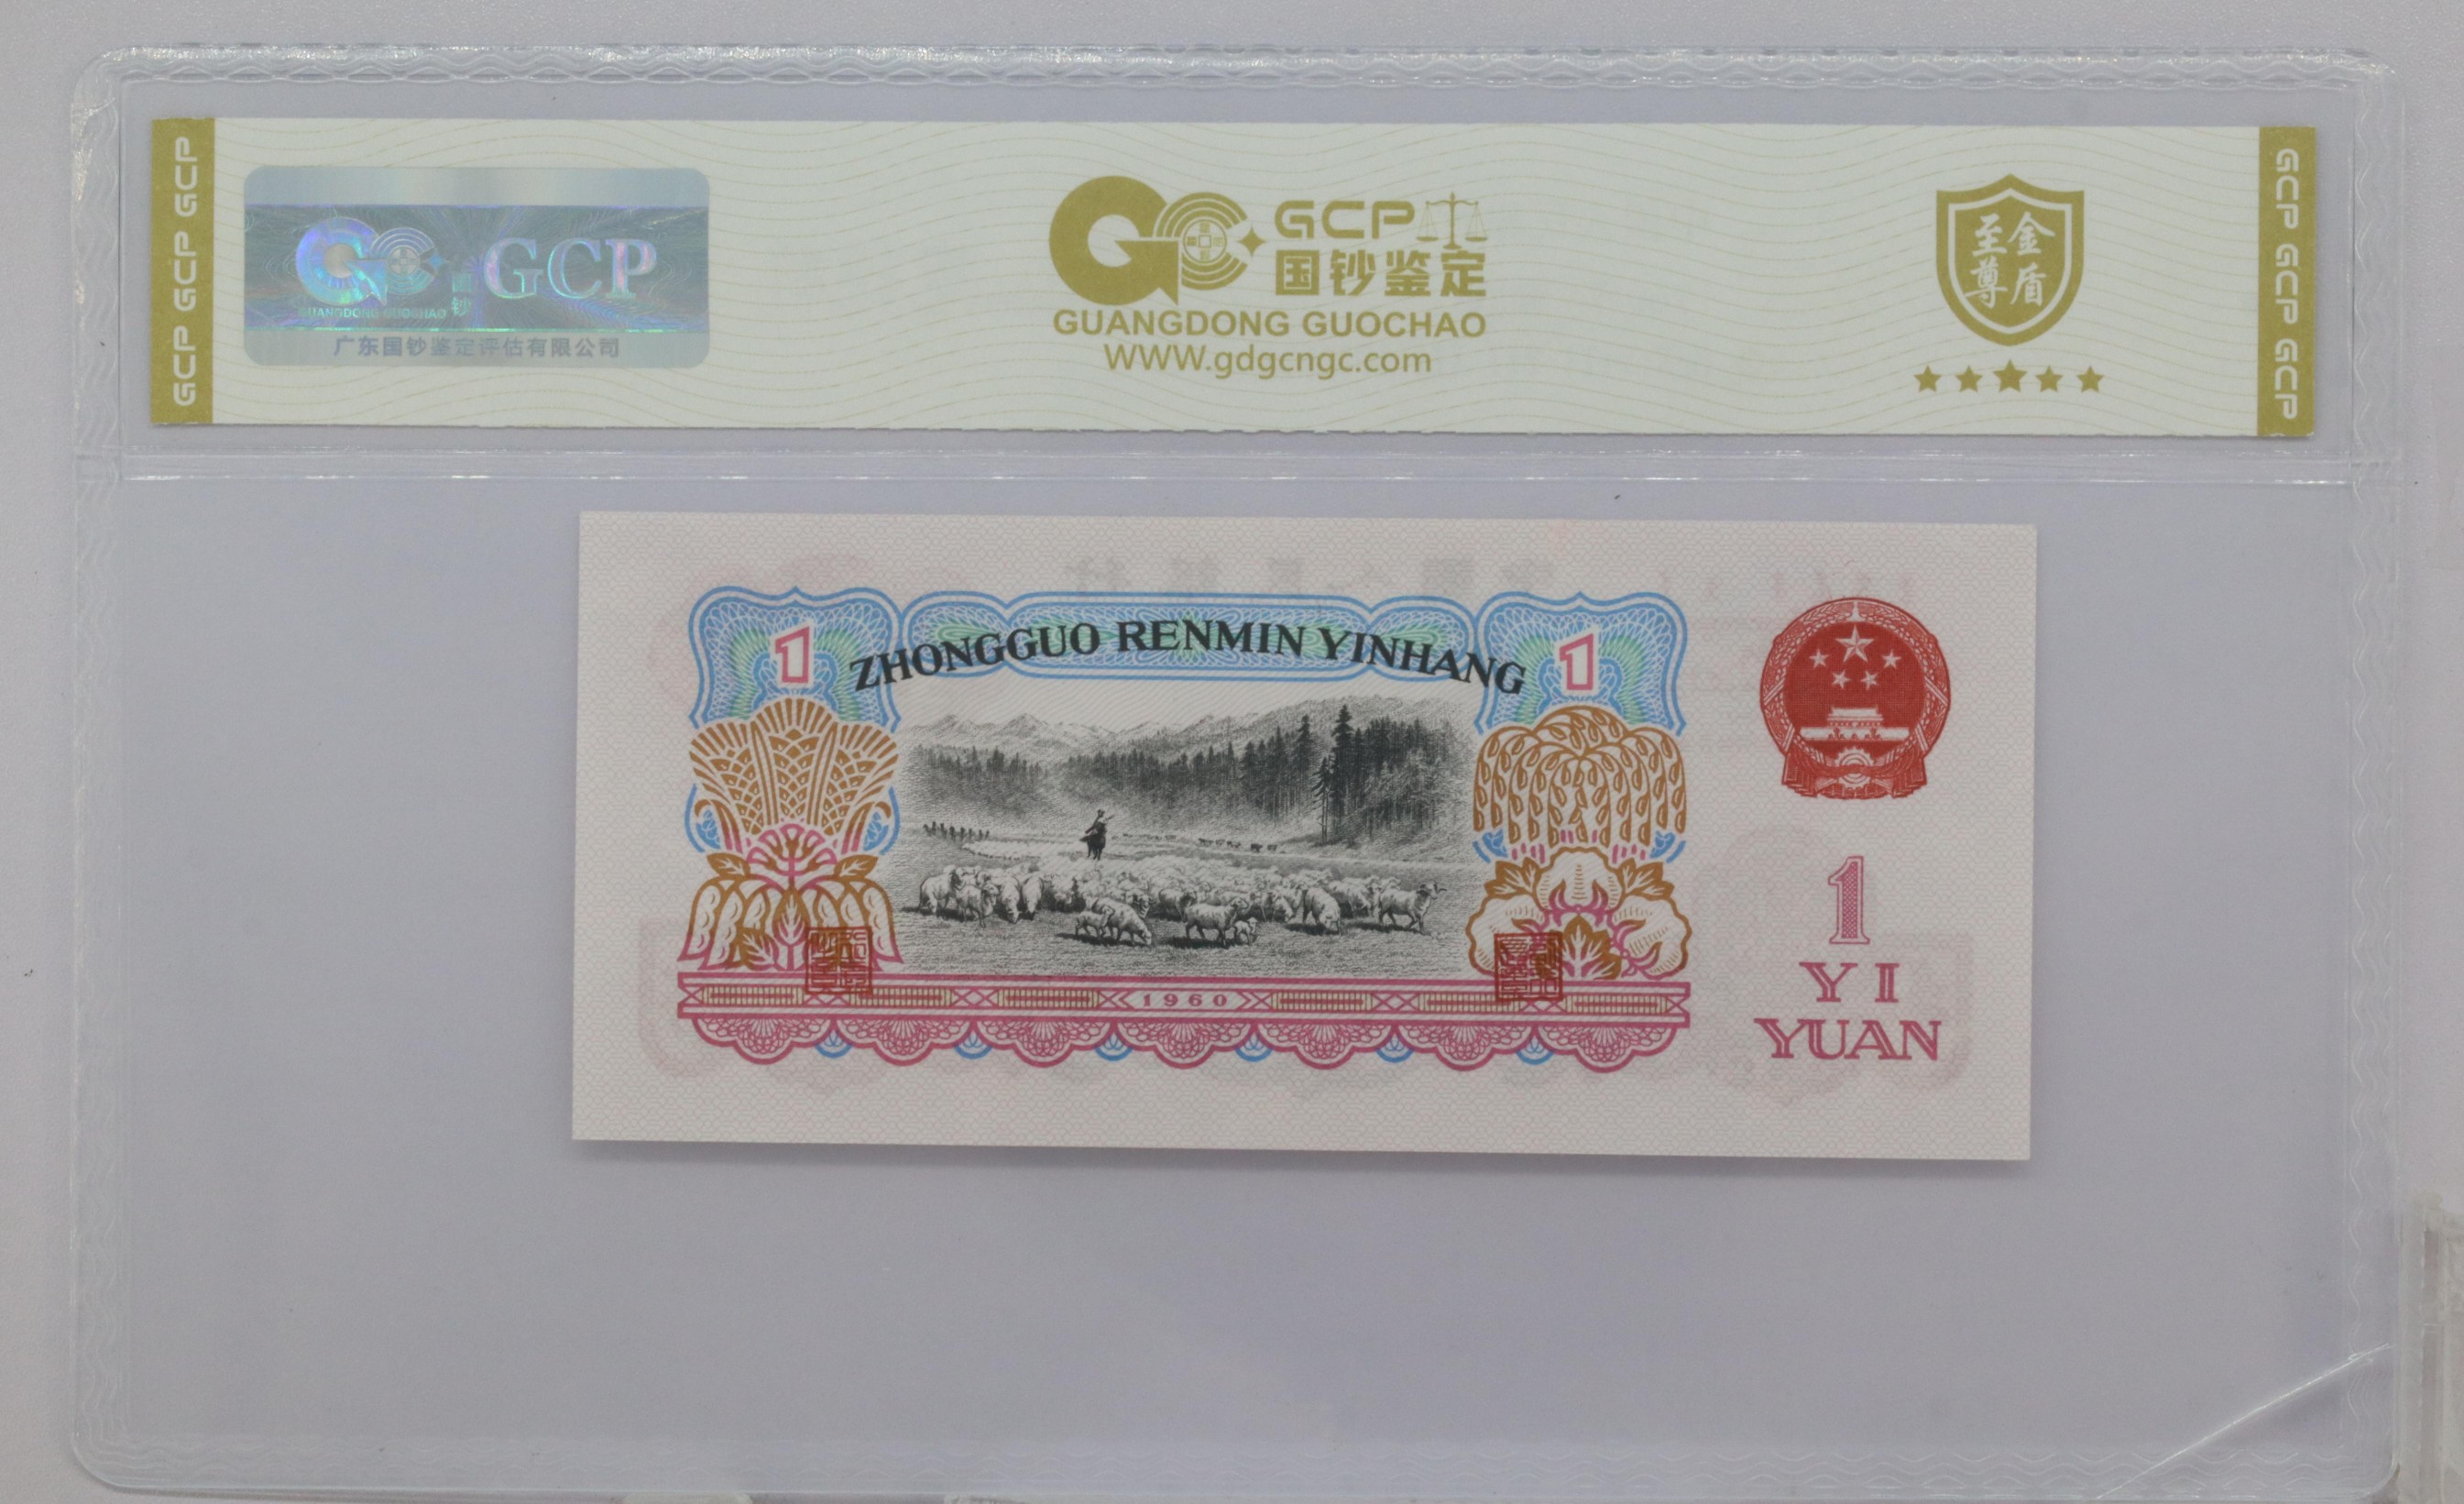 GCP GCP GCP
GCP
国
钞
GUANGDONG GUOCHAO
广东国钞鉴定评估有限公司
GCP
国钞鉴定
GUANGDONG GUOCHAO
WWW.gdgcngc.com
至尊
金盾
GCP GCP GCP
ZHONGGUO RENMIN YINHANG
1
1
1960
1
YI
YUAN